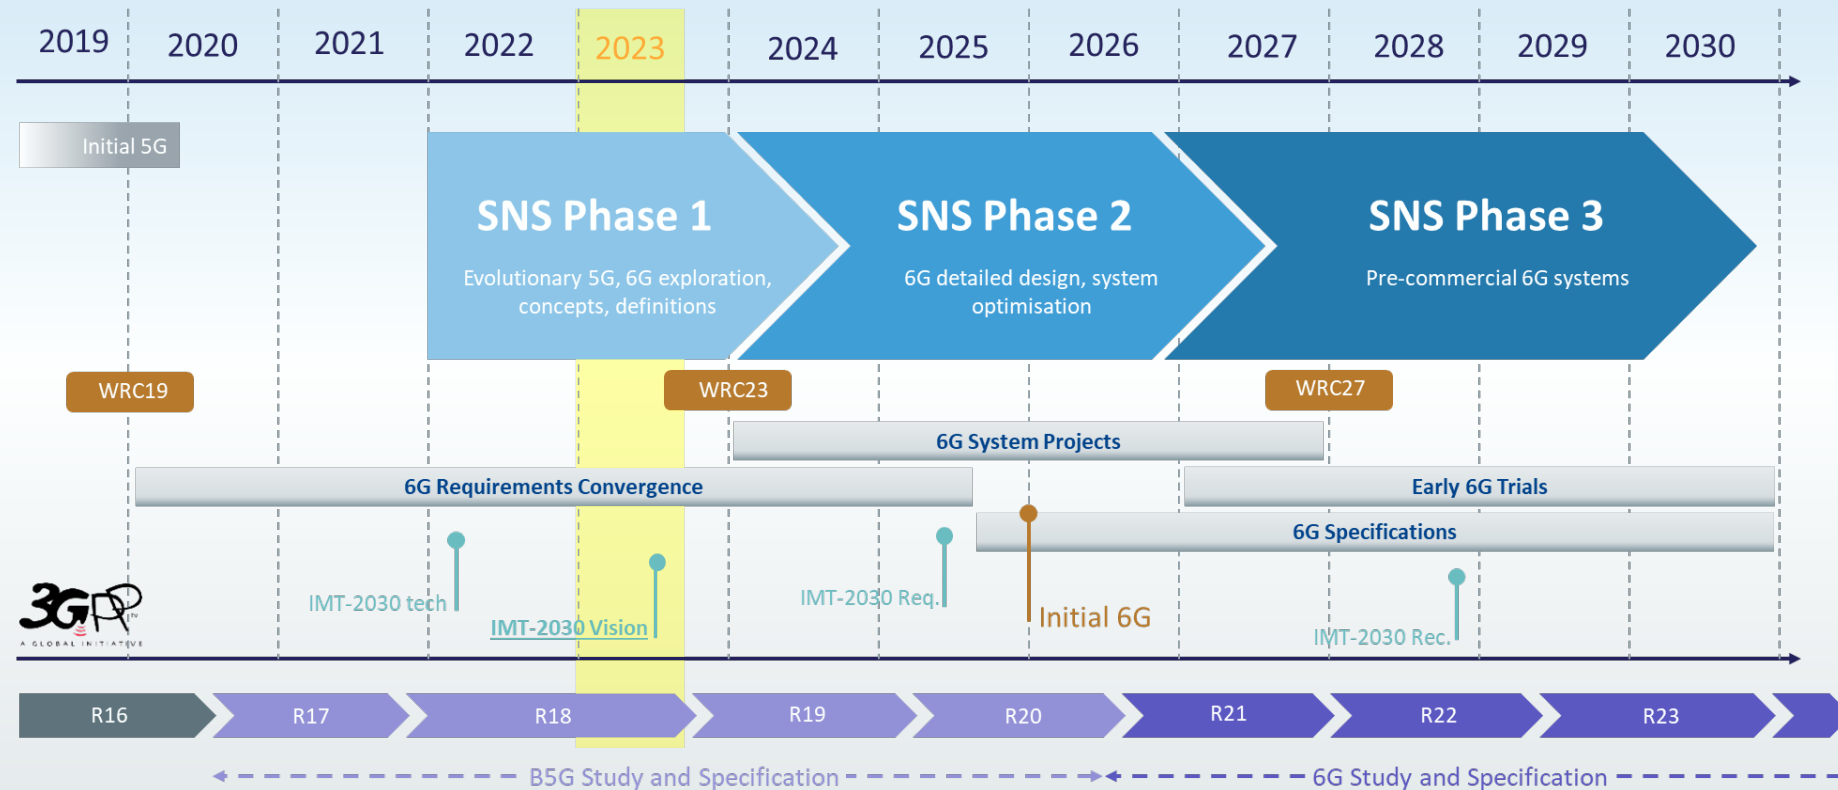 2019 2020 2021 2022 2023 2024 2025 2026 2027 2028 2029 2030
Initial 5G
SNS Phase 1
Evolutionary 5G, 6G exploration,
concepts, definitions
SNS Phase 2
6G detailed design, system
optimisation
SNS Phase 3
Pre-commercial 6G systems
WRC19
WRC23
WRC27
6G System Projects
6G Requirements Convergence
Early 6G Trials
6G Specifications
IMT-2030 tech
IMT-2030 Vision
IMT-2030 Req.
Initial 6G
IMT-2030 Rec.
3GPP TM
A GLOBAL INITIATIVE
R16 R17 R18 R19 R20 R21 R22 R23
B5G Study and Specification
6G Study and Specification